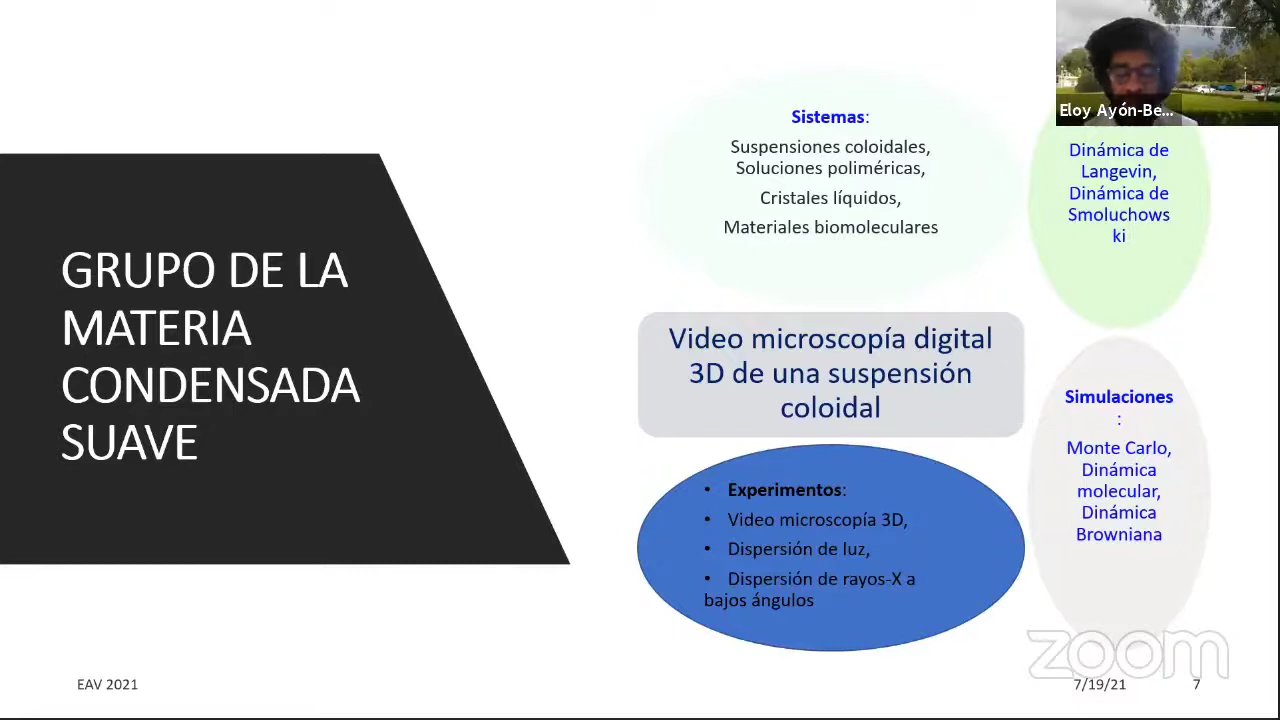 GRUPO DE LA
MATERIA
CONDENSADA
SUAVE
Sistemas:
Suspensiones coloidales,
Soluciones poliméricas,
Cristales líquidos,
Materiales biomoleculares
Eloy Ayón-Be...
Dinámica de
Langevin,
Dinámica de
Smoluchows
ki
Video microscopía digital
3D de una suspensión
coloidal
• Experimentos:
• Video microscopía 3D,
• Dispersión de luz,
• Dispersión de rayos-X a
bajos ángulos
Simulaciones
:
Monte Carlo,
Dinámica
molecular,
Dinámica
Browniana
zoom
EAV 2021
7/19/21
7